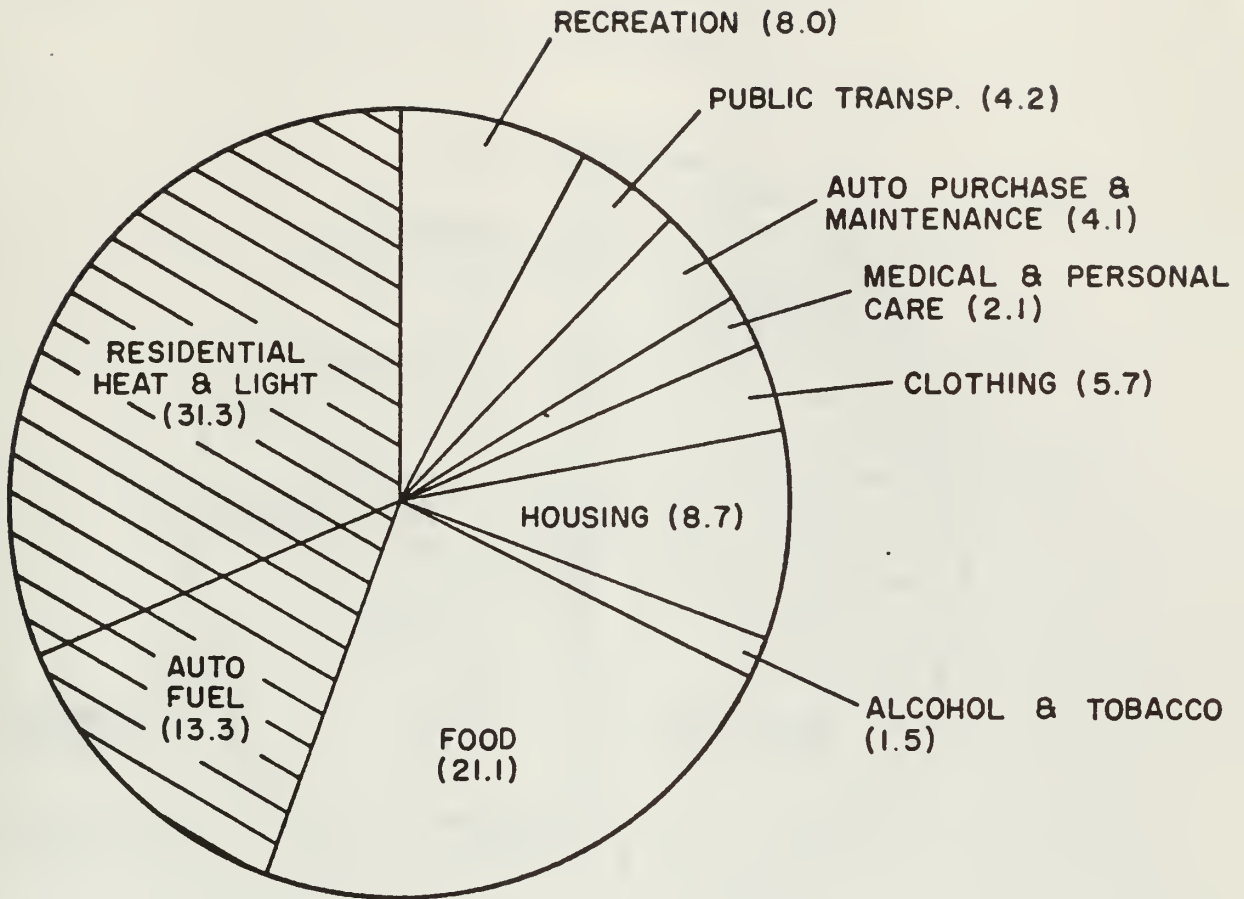 RECREATION (8.0)
PUBLIC TRANSP. (4.2)
AUTO PURCHASE &
MAINTENANCE (4.1)
MEDICAL & PERSONAL
CARE (2.1)
CLOTHING (5.7)
RESIDENTIAL
HEAT & LIGHT
(31.3)
HOUSING (8.7)
AUTO
FUEL
(13.3)
FOOD
(21.1)
ALCOHOL & TOBACCO
(1.5)